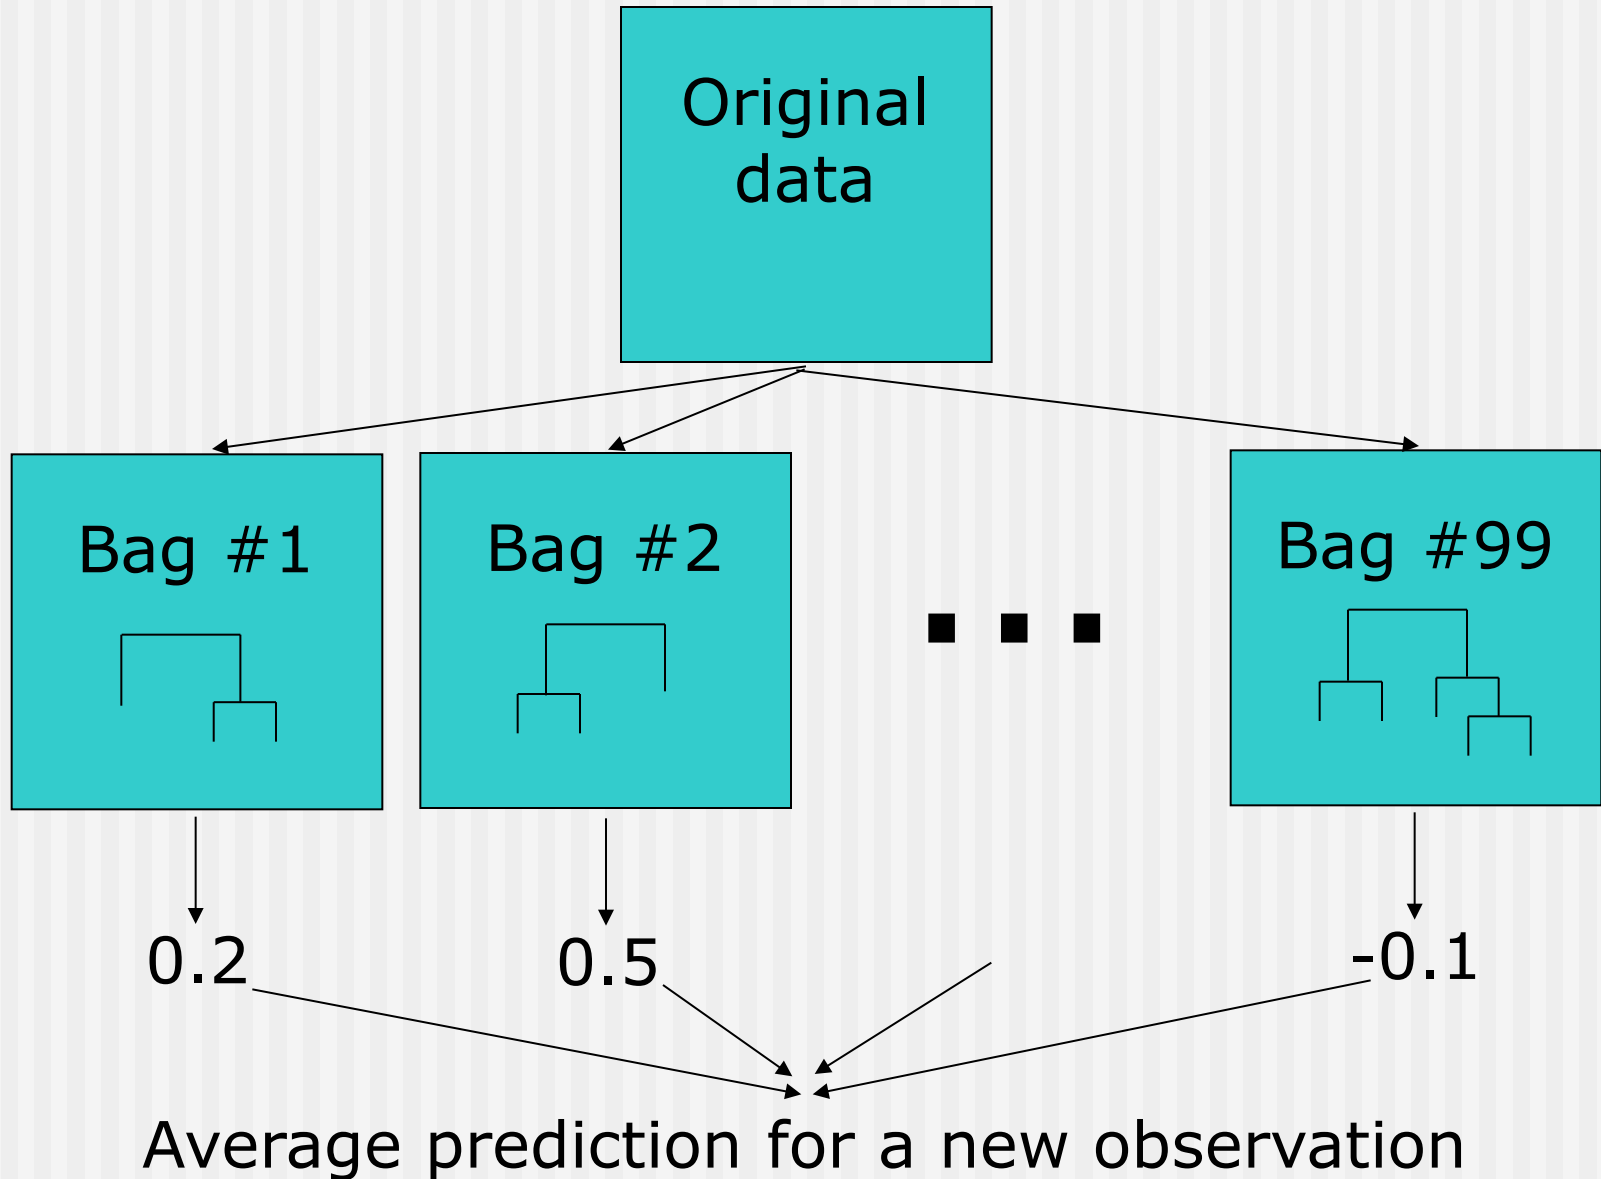 Original
data
Bag #1
Bag #2
Bag #99
0.2
0.5
-0.1
Average prediction for a new observation